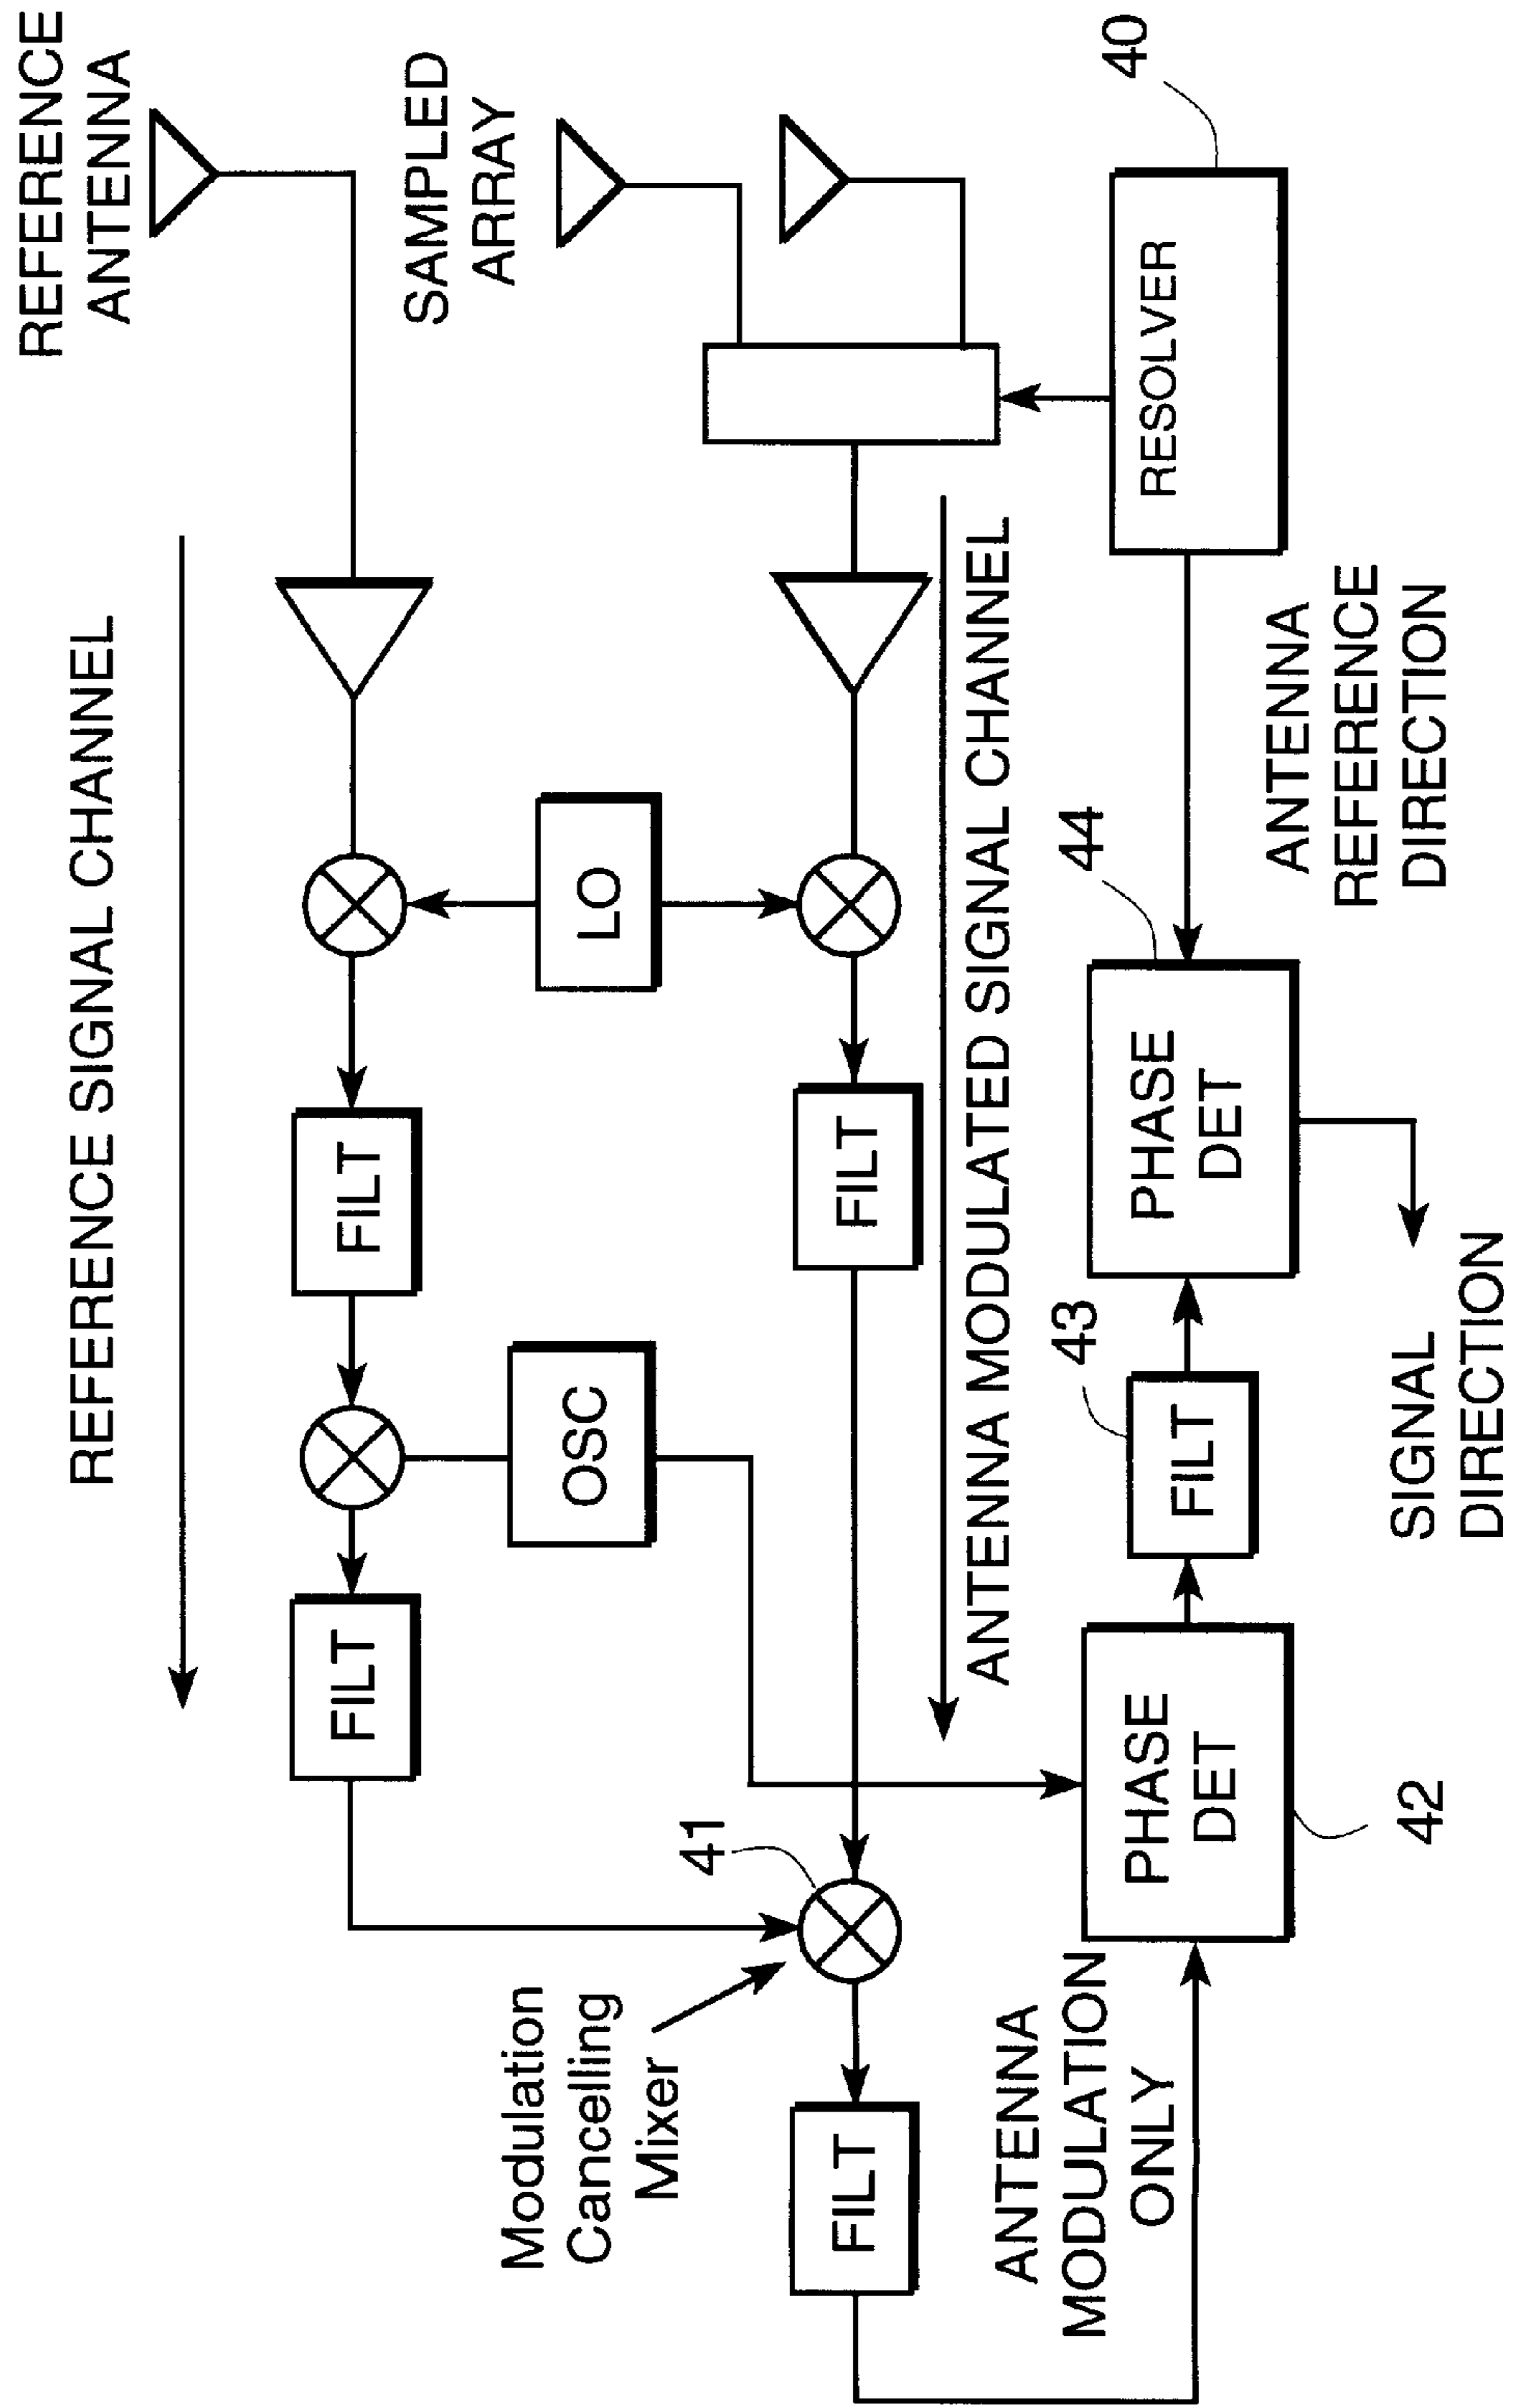 REFERENCE
ANTENNA
REFERENCE SIGNAL CHANNEL
SAMPLED
ARRAY
FILT
FILT
LO
OSC
Modulation
Cancelling
Mixer
41
FILT
FILT
ANTENNA MODULATED SIGNAL CHANNEL
ANTENNA
MODULATION
ONLY
40
RESOLVER
44
PHASE
DET
43
FILT
PHASE
DET
42
ANTENNA
REFERENCE
DIRECTION
SIGNAL
DIRECTION